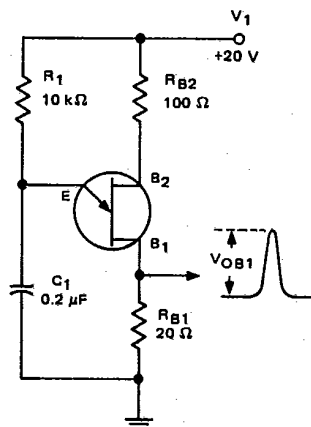 V1
+20 V
R1
10 kΩ
RB2
100 Ω
E
B2
B1
VOB1
C1
0.2 µF
RB1
20 Ω